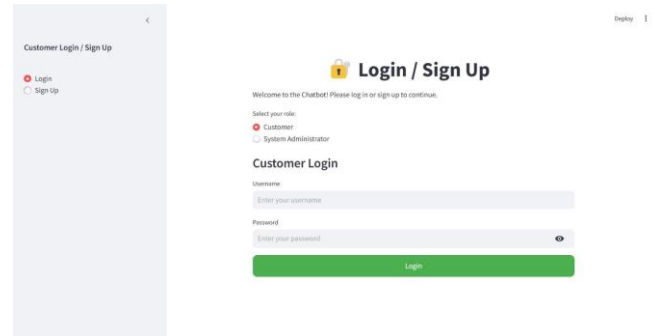 Deploy
Customer Login / Sign Up
Login
Sign Up
Login / Sign Up
Welcome to the Chatbot! Please log in or sign up to continue.
Select your role:
Customer
System Administrator
Customer Login
Username
Enter your username
Password
Enter your password
Login